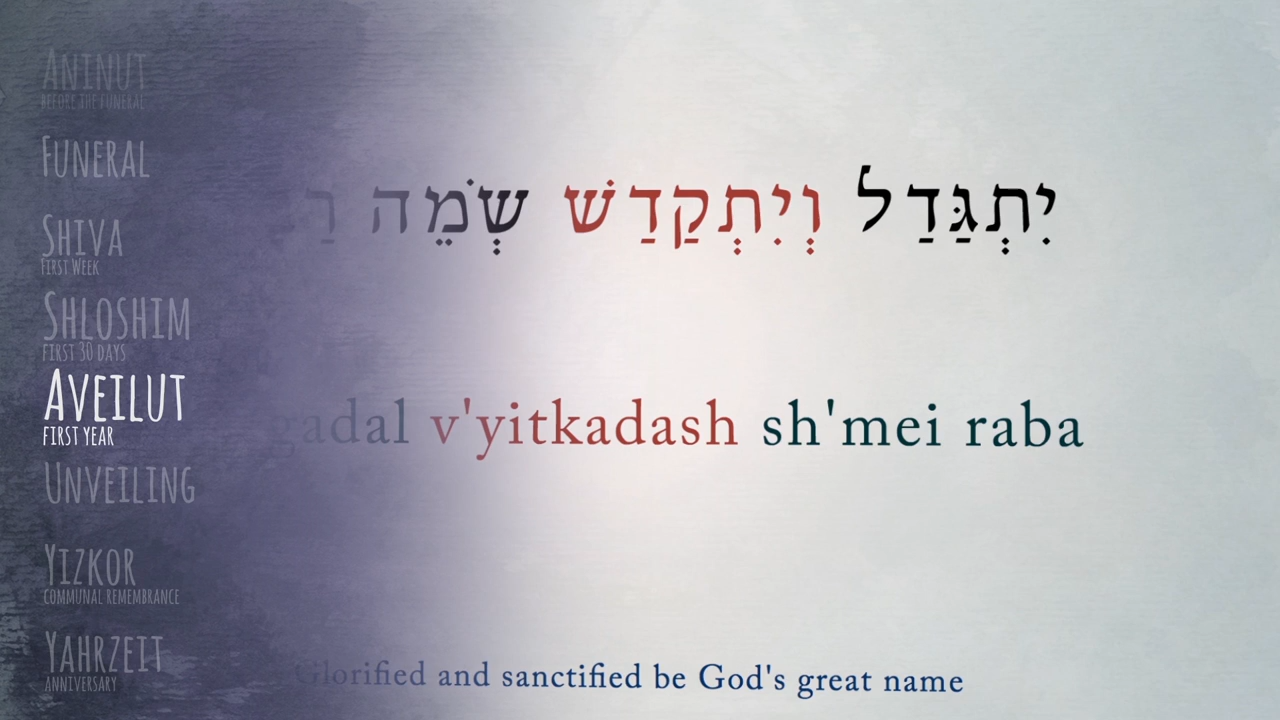 ANINUT
BEFORE THE FUNERAL
FUNERAL
SHIVA
FIRST WEEK
SHLOSHIM
FIRST 30 DAYS
AVEILUT
FIRST YEAR
UNVEILING
YIZKOR
COMMUNAL REMEMBRANCE
YAHRZEIT
ANNIVERSARY
יִתְגַּדַל וְיִתְקַדַשׁ שְׁמֵה רַ
gadal v'yitkadash sh'mei raba
Glorified and sanctified be God's great name